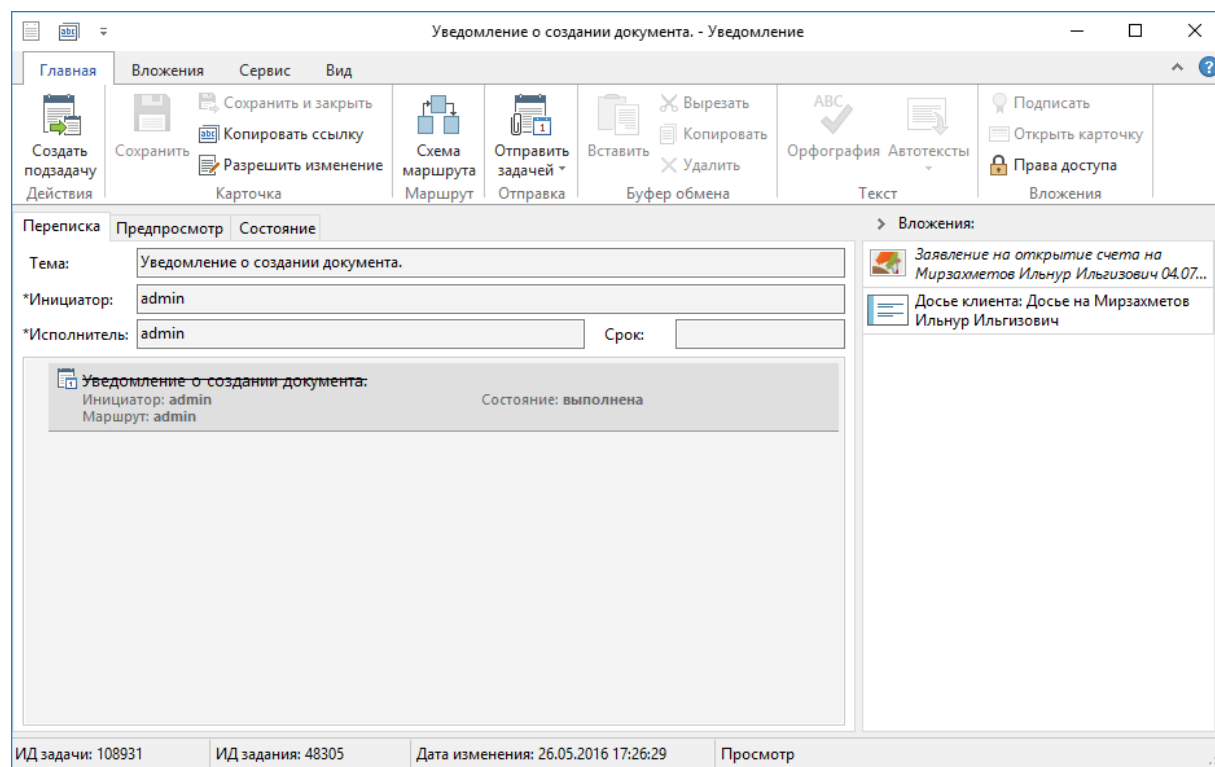 Уведомление о создании документа. - Уведомление
Главная Вложения Сервис Вид
Создать подзадачу
Сохранить
Сохранить и закрыть
Копировать ссылку
Разрешить изменение
Схема маршрута
Отправить задачей
Вставить
Вырезать
Копировать
Удалить
ABC
Орфография
Автотексты
Подписать
Открыть карточку
Права доступа
Действия Карточка Маршрут Отправка Буфер обмена Текст Вложения
Переписка Предпросмотр Состояние
Тема: Уведомление о создании документа.
*Инициатор: admin
*Исполнитель: admin Срок:
Уведомление о создании документа.
Инициатор: admin Состояние: выполнена
Маршрут: admin
Вложения:
Заявление на открытие счета на
Мирзахметов Ильнур Ильгизович 04.07...
Досье клиента: Досье на Мирзахметов
Ильнур Ильгизович
ИД задачи: 108931 ИД задания: 48305 Дата изменения: 26.05.2016 17:26:29 Просмотр